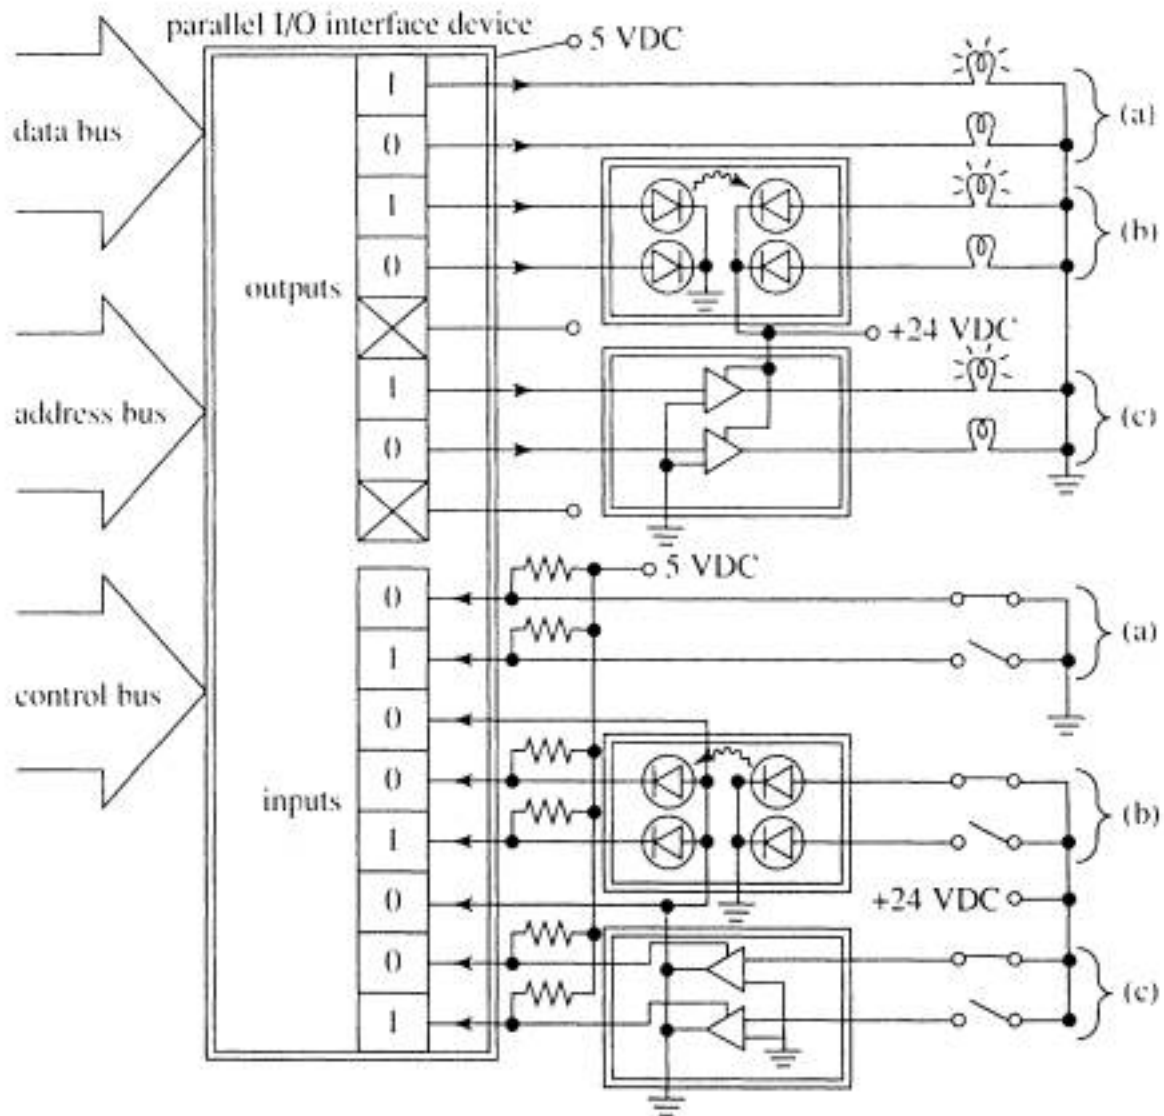 parallel I/O interface device
5 VDC
data bus
address bus
control bus
outputs
1
0
1
0
1
0
(a)
(b)
+24 VDC
(c)
inputs
0
1
0
0
1
0
0
1
5 VDC
(a)
(b)
+24 VDC
(c)